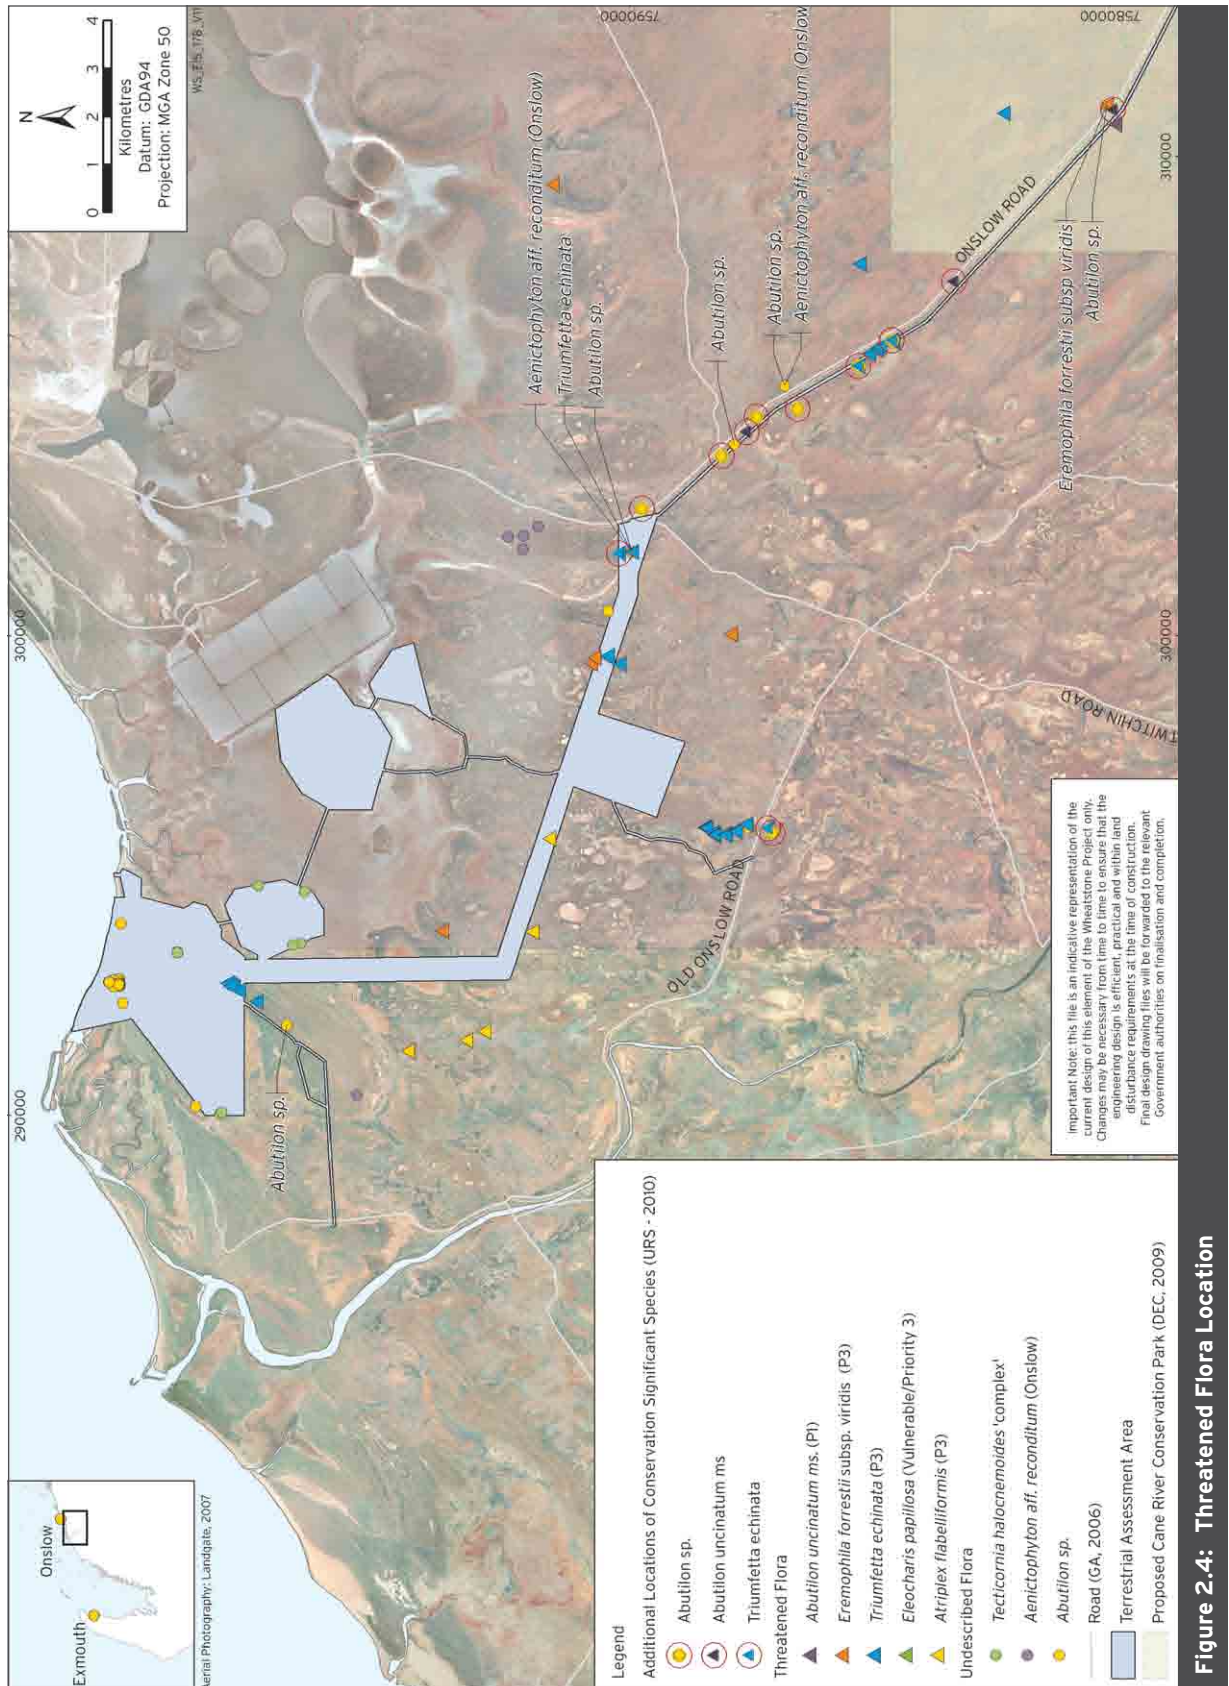 Onslow
Exmouth
Aerial Photography: Landgate, 2007
290000
300000
N
0 1 2 3 4
Kilometres
Datum: GDA94
Projection: MGA Zone 50
Abutilon sp.
Aenictophyton aff. reconditum (Onslow)
Triumfetta echinata
Abutilon sp.
7590000
Abutilon sp.
Abutilon sp.
Aenictophyton aff. reconditum (Onslow
OLD ONSLOW ROAD
ONSLOW ROAD
TWITCHIN ROAD
Eremophila forrestii subsp viridis
Abutilon sp.
7580000
300000
310000
Legend
Additional Locations of Conservation Significant Species (URS - 2010)
Abutilon sp.
Abutilon uncinatum ms
Triumfetta echinata
Threatened Flora
Abutilon uncinatum ms. (P1)
Eremophila forrestii subsp. viridis (P3)
Triumfetta echinata (P3)
Eleocharis papillosa (Vulnerable/Priority 3)
Atriplex flabelliformis (P3)
Undescribed Flora
Tecticornia halocnemoides 'complex'
Aenictophyton aff. reconditum (Onslow)
Abutilon sp.
Road (GA, 2006)
Terrestrial Assessment Area
Proposed Cane River Conservation Park (DEC, 2009)
Important Note: this file is an indicative representation of the
current design of this element of the Wheatstone Project only.
Changes may be necessary from time to time to ensure that the
engineering design is efficient, practical and within land
disturbance requirements at the time of construction.
Final design drawing files will be forwarded to the relevant
Government authorities on finalisation and completion.
Figure 2.4: Threatened Flora Location